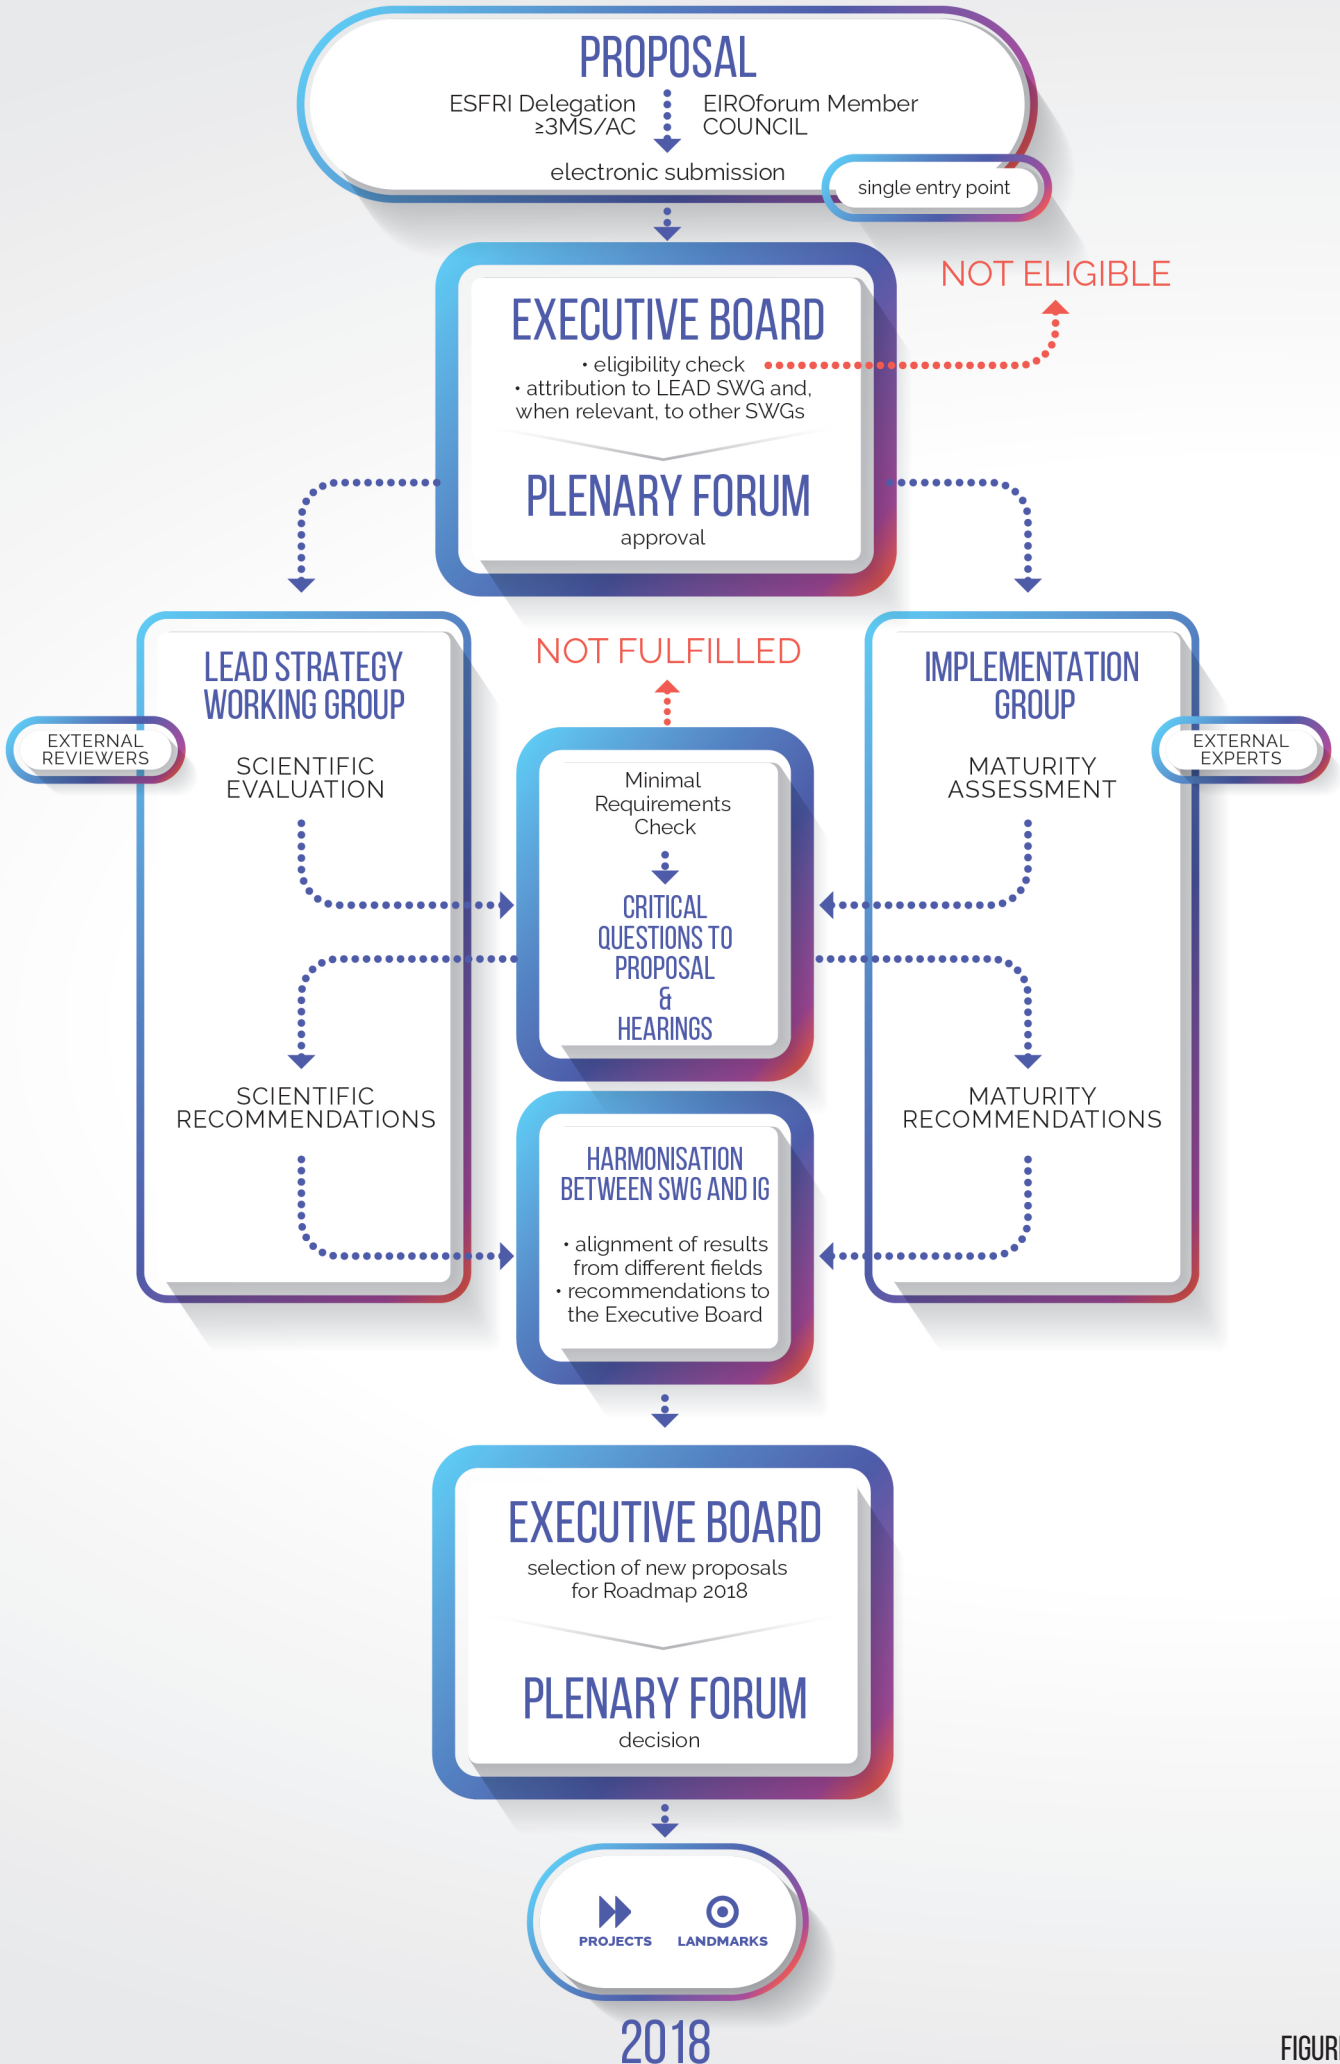 PROPOSAL
ESFRI Delegation
≥3MS/AC
EIROforum Member
COUNCIL
electronic submission
single entry point
NOT ELIGIBLE
EXECUTIVE BOARD
• eligibility check
• attribution to LEAD SWG and,
when relevant, to other SWGs
PLENARY FORUM
approval
LEAD STRATEGY
WORKING GROUP
EXTERNAL
REVIEWERS
SCIENTIFIC
EVALUATION
SCIENTIFIC
RECOMMENDATIONS
NOT FULFILLED
Minimal
Requirements
Check
CRITICAL
QUESTIONS TO
PROPOSAL
&
HEARINGS
IMPLEMENTATION
GROUP
EXTERNAL
EXPERTS
MATURITY
ASSESSMENT
MATURITY
RECOMMENDATIONS
HARMONISATION
BETWEEN SWG AND IG
• alignment of results
from different fields
• recommendations to
the Executive Board
EXECUTIVE BOARD
selection of new proposals
for Roadmap 2018
PLENARY FORUM
decision
PROJECTS
LANDMARKS
2018